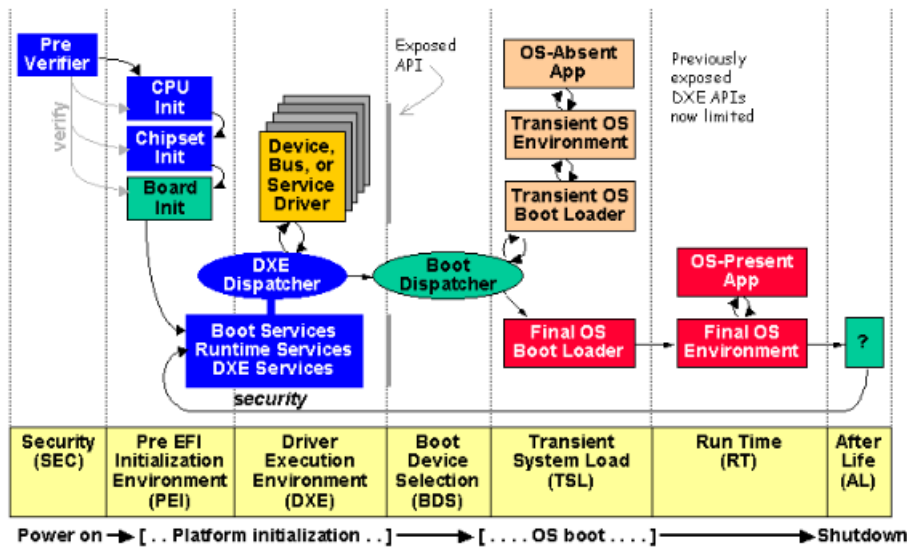 Pre
Verifier
verify
CPU
Init
Chipset
Init
Board
Init
Device,
Bus, or
Service
Driver
Exposed
API
OS-Absent
App
Transient OS
Environment
Transient OS
Boot Loader
Previously
exposed
DXE APIs
now limited
DXE
Dispatcher
Boot
Dispatcher
OS-Present
App
Boot Services
Runtime Services
DXE Services
Final OS
Boot Loader
Final OS
Environment
?
security
Security
(SEC)
Pre EFI
Initialization
Environment
(PEI)
Driver
Execution
Environment
(DXE)
Boot
Device
Selection
(BDS)
Transient
System Load
(TSL)
Run Time
(RT)
After
Life
(AL)
Power on [ . . Platform initialization . . ] [ . . . . OS boot . . . . ] Shutdown